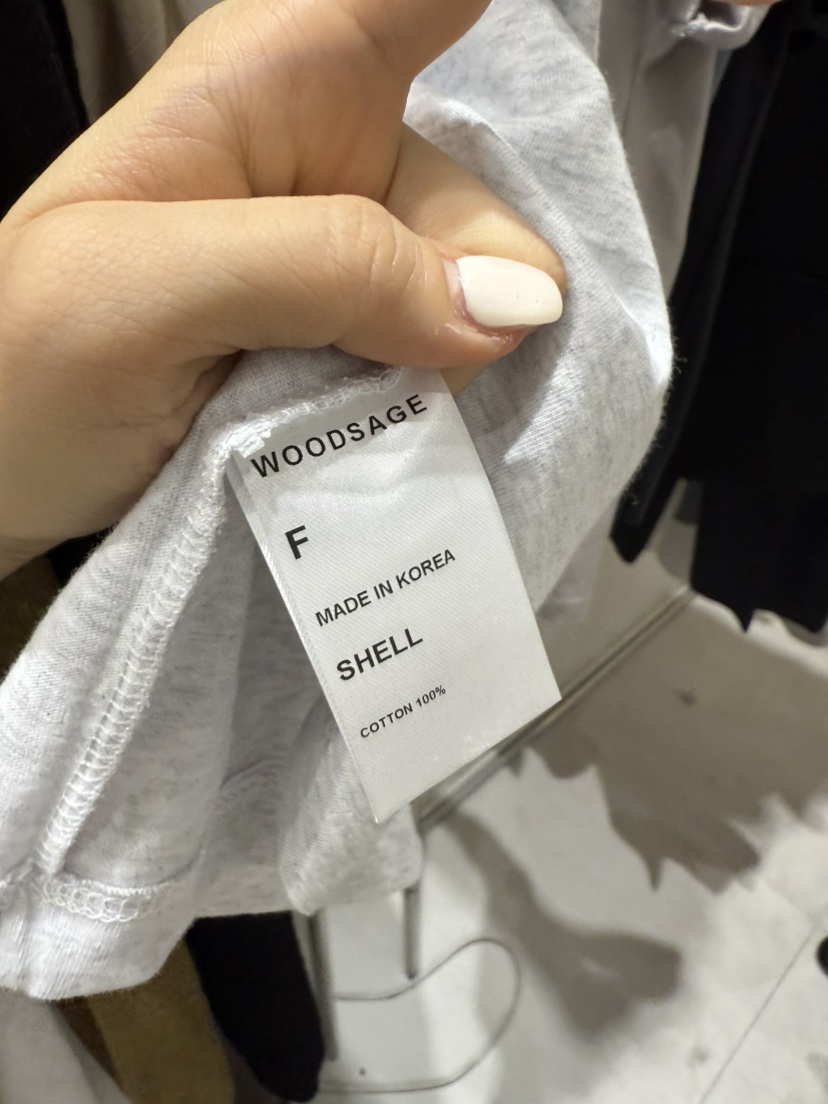 WOODSAGE
F
MADE IN KOREA
SHELL
COTTON 100%